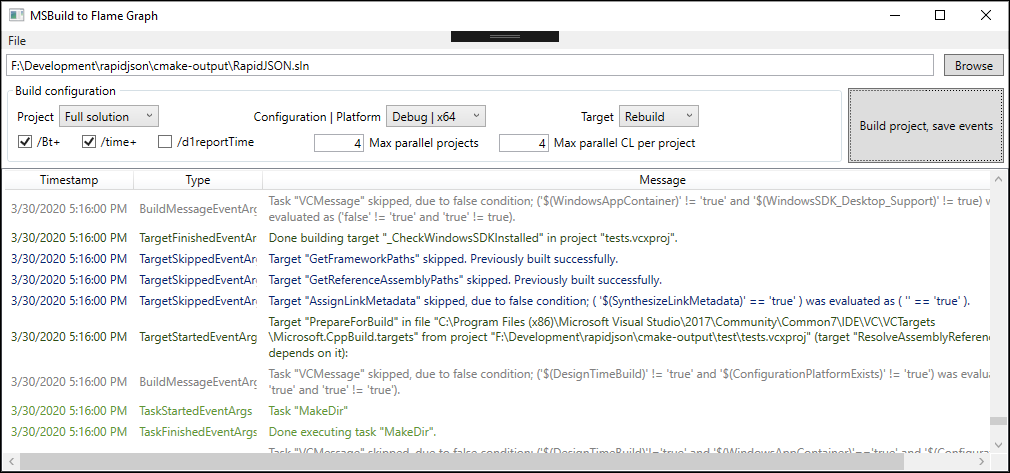 MSBuild to Flame Graph
File
F:\Development\rapidjson\cmake-output\RapidJSON.sln
Browse
Build configuration
Project Full solution Configuration | Platform Debug | x64 Target Rebuild
/Bt+ /time+ /d1reportTime 4 Max parallel projects 4 Max parallel CL per project
Build project, save events
Timestamp Type Message
3/30/2020 5:16:00 PM BuildMessageEventArg Task "VCMessage" skipped, due to false condition; ('$(WindowsAppContainer)' != 'true' and '$(WindowsSDK_Desktop_Support)' != true) w
evaluated as ('false' != 'true' and 'true' != true).
3/30/2020 5:16:00 PM TargetFinishedEventAr Done building target "_CheckWindowsSDKInstalled" in project "tests.vcxproj".
3/30/2020 5:16:00 PM TargetSkippedEventAr Target "GetFrameworkPaths" skipped. Previously built successfully.
3/30/2020 5:16:00 PM TargetSkippedEventAr Target "GetReferenceAssemblyPaths" skipped. Previously built successfully.
3/30/2020 5:16:00 PM TargetSkippedEventAr Target "AssignLinkMetadata" skipped, due to false condition; ( '$(SynthesizeLinkMetadata)' == 'true' ) was evaluated as ( '' == 'true' ).
Target "PrepareForBuild" in file "C:\Program Files (x86)\Microsoft Visual Studio\2017\Community\Common7\IDE\VC\VCTargets
3/30/2020 5:16:00 PM TargetStartedEventAr \Microsoft.CppBuild.targets" from project "F:\Development\rapidjson\cmake-output\test\tests.vcxproj" (target "ResolveAssemblyReference
depends on it):
3/30/2020 5:16:00 PM BuildMessageEventArg Task "VCMessage" skipped, due to false condition; ('$(DesignTimeBuild)' != 'true' and '$(ConfigurationPlatformExists)' != 'true') was evalua
'true' and 'true' != 'true').
3/30/2020 5:16:00 PM TaskStartedEventArgs Task "MakeDir"
3/30/2020 5:16:00 PM TaskFinishedEventArgs Done executing task "MakeDir".
Task "VCMessage" skipped, due to false condition; ('$(DesignTimeBuild)'!='true' and '$(WindowsAppContainer)'=='true' and '$(Configura